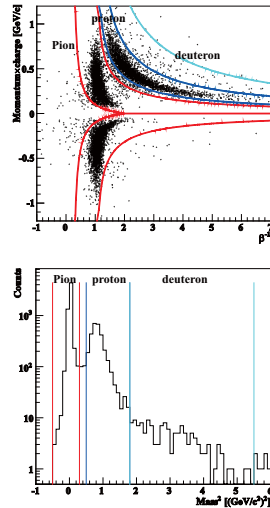 Momentum×charge [GeV/c]
Pion
proton
deuteron
1
0.5
0
-0.5
-1
-1 0 1 2 3 4 5 6 7
β⁻¹
Counts
Pion proton deuteron
10³
10²
10
1
-1 0 1 2 3 4 5 6
Mass² [(GeV/c²)²]